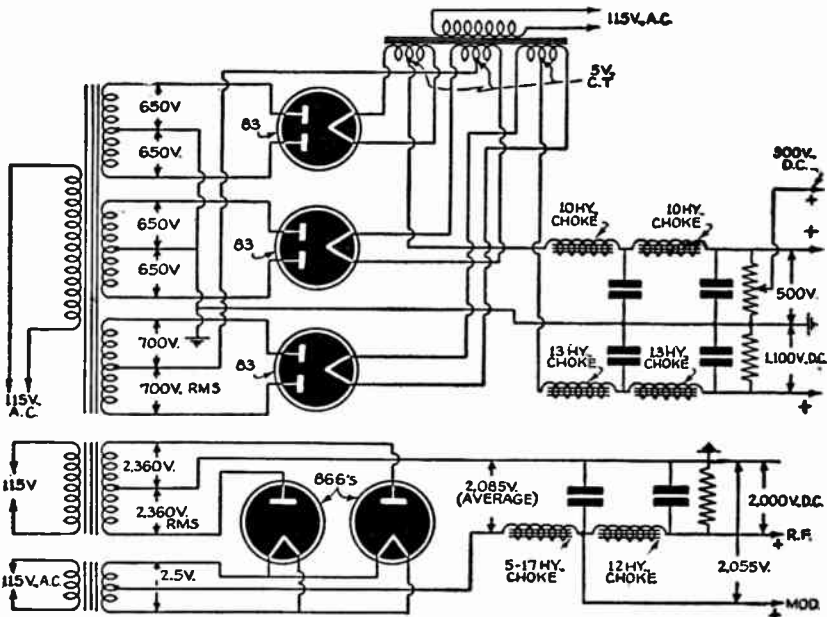 115V. A.C.
5V.
C.T.
650V.
650V.
83
650V.
650V.
83
700V.
700V. RMS
83
115V.
A.C.
900V.
D.C.
+
+
10 HY.
CHOKE
10 HY.
CHOKE
500V.
13 HY.
CHOKE
13 HY.
CHOKE
1,100V. D.C.
+
115V
2,360V.
2,360V.
RMS
866's
2,085V.
(AVERAGE)
2,000V. D.C.
+ R.F.
5-17 HY.
CHOKE
12 HY.
CHOKE
2,055V.
115V. A.C.
2.5V.
MOD.
+